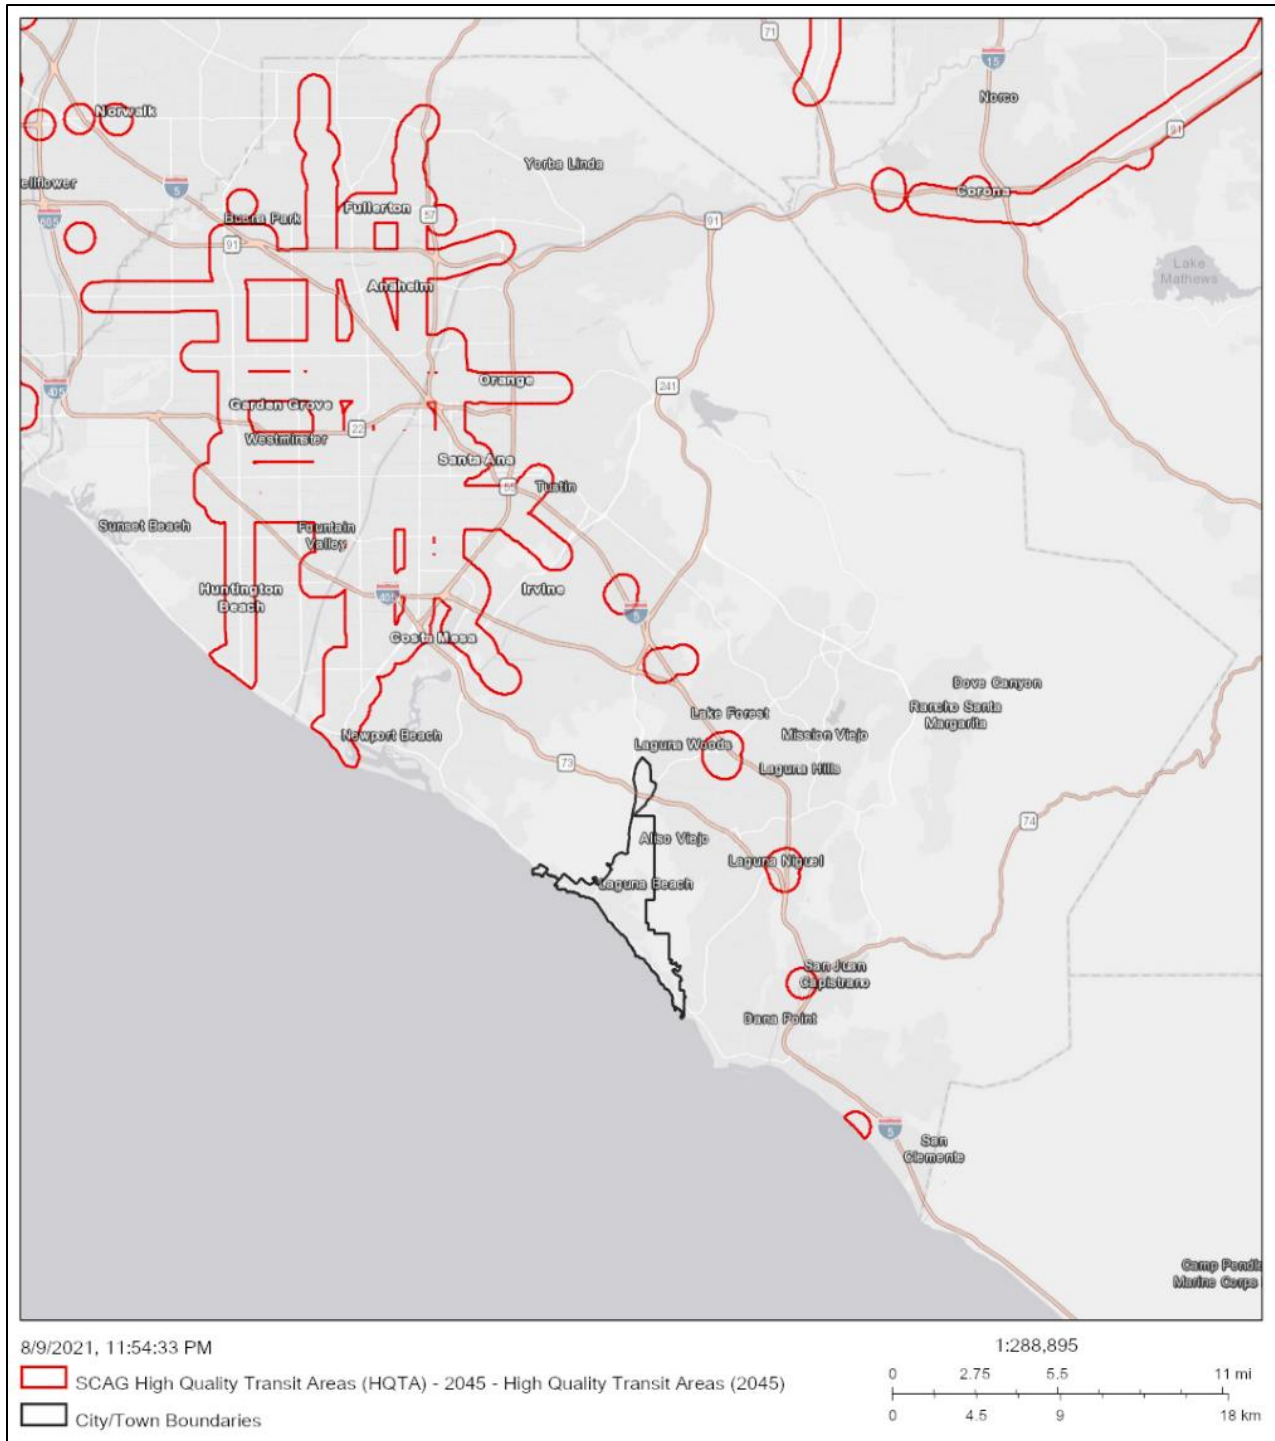 71
15
Norco
Norwalk
91
Yorba Linda
ellflower
5
Corona
605
Buena Park
Fullerton
57
91
91
Lake
Mathews
Anaheim
405
Orange
241
Garden Grove
22
Westminster
Santa Ana
55
Tustin
Sunset Beach
Fountain
Valley
Huntington
Beach
405
Irvine
5
Costa Mesa
Dove Canyon
Rancho Santa
Margarita
Lake Forest
Newport Beach
Laguna Woods
Mission Viejo
73
Laguna Hills
74
Aliso Viejo
Laguna Niguel
Laguna Beach
San Juan
Capistrano
Dana Point
5
San
Clemente
Camp Pendle
Marine Corps
8/9/2021, 11:54:33 PM
1:288,895
SCAG High Quality Transit Areas (HQTA) - 2045 - High Quality Transit Areas (2045)
City/Town Boundaries
0 2.75 5.5 11 mi
0 4.5 9 18 km